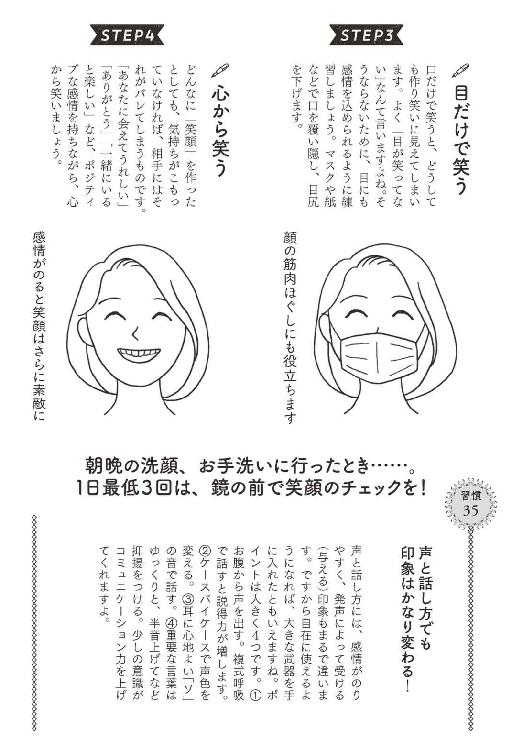 STEP3
目だけで笑う
口だけで笑うと、どうして
も作り笑いに見えてしまい
ます。よく「目が笑ってな
い」なんて言いますよね。そ
うならないために、目にも
感情を込められるように練
習しましょう。マスクや紙
などで口を覆い隠し、目尻
を下げます。
顔の筋肉ほぐしにも役立ちます
STEP4
心から笑う
どんなに「笑顔」を作った
としても、気持ちがこもっ
ていなければ、相手にはそ
れがバレてしまうものです。
「あなたに会えてうれしい」
「ありがとう」、一緒にいる
と楽しい」など、ポジティ
ブな感情を持ちながら、心
から笑いましょう。
感情がのると笑顔はさらに素敵に
朝晩の洗顔、お手洗いに行ったとき……。
1日最低3回は、鏡の前で笑顔のチェックを！
習慣
35
声と話し方でも
印象はかなり変わる！
声と話し方には、感情がのり
やすく、発声によって受ける
（与える）印象もまるで違いま
す。ですから自在に使えるよ
うになれば、大きな武器を手
に入れたともいえますね。ポ
イントは大きく4つです。①
お腹から声を出す。複式呼吸
で話すと説得力が増します。
②ケースバイケースで声色を
変える。③耳に心地よい「ソ」
の音で話す。④重要な言葉は
ゆっくりと、半音上げてなど
抑揚をつける。少しの意識が
コミュニケーション力を上げ
てくれますよ。